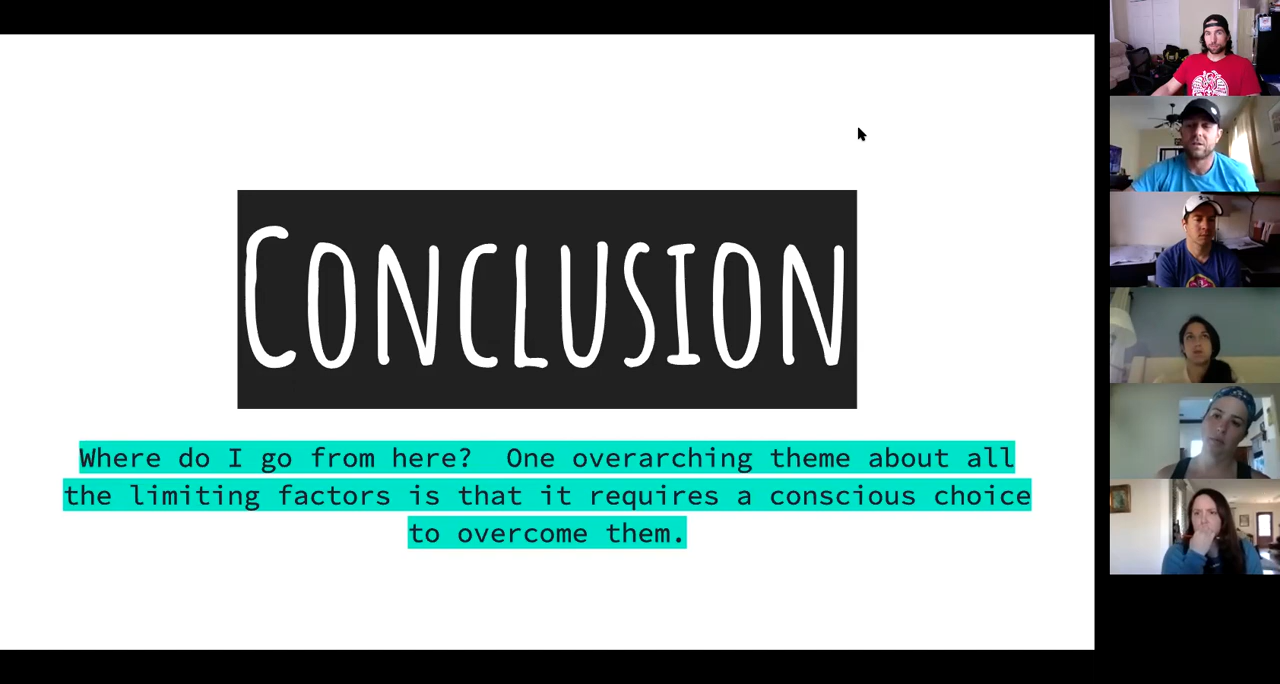 CONCLUSION
Where do I go from here?  One overarching theme about all
the limiting factors is that it requires a conscious choice
to overcome them.